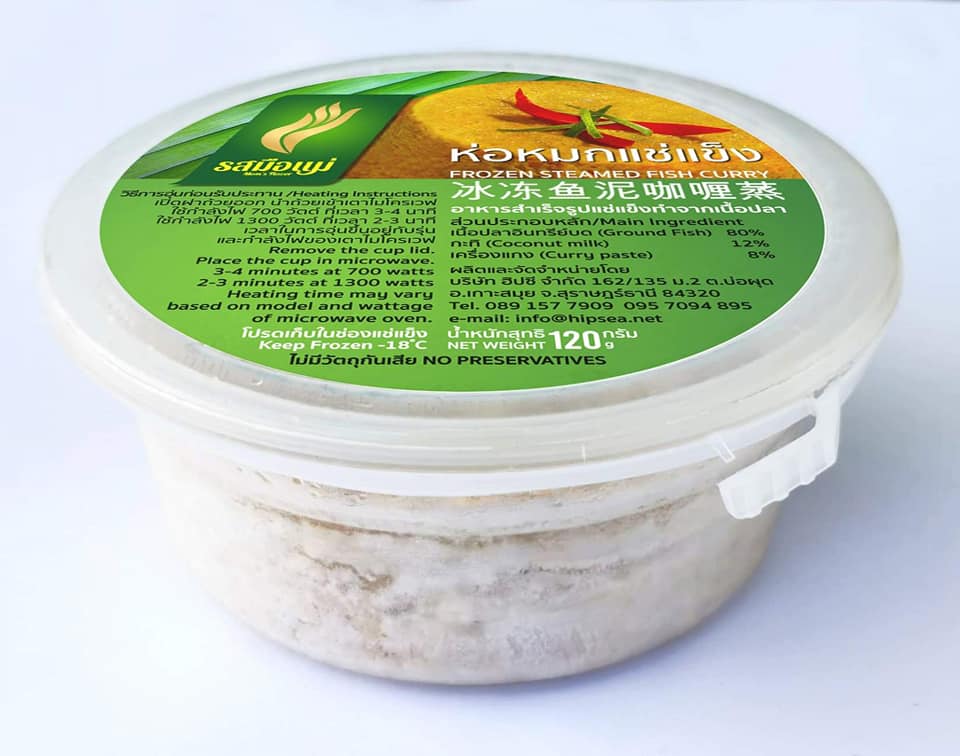 รสมือแม่
Mom's flavor
ห่อหมกแช่แข็ง
FROZEN STEAMED FISH CURRY
冰冻鱼泥咖喱蒸
อาหารสำเร็จรูปแช่แข็งทำจากเนื้อปลา
วิธีการอุ่นก่อนรับประทาน /Heating Instructions
เปิดฝาถ้วยออก นำถ้วยเข้าเตาไมโครเวฟ
ใช้กำลังไฟ 700 วัตต์ ที่เวลา 3-4 นาที
ใช้กำลังไฟ 1300 วัตต์ เวลา 2-3 นาที
เวลาในการอุ่นขึ้นอยู่กับรุ่น
และกำลังไฟของเตาไมโครเวฟ
Remove the cup lid.
Place the cup in microwave.
3-4 minutes at 700 watts
2-3 minutes at 1300 watts
Heating time may vary
based on model and wattage
of microwave oven.
โปรดเก็บในช่องแช่แข็ง
Keep Frozen -18°C
ส่วนประกอบหลัก/Main Ingredient
เนื้อปลาอินทรีย์บด (Ground Fish) 80%
กะทิ (Coconut milk) 12%
เครื่องแกง (Curry paste) 8%
ผลิตและจัดจำหน่ายโดย
บริษัท ฮิปซี จำกัด 162/135 ม.2 ต.บ่อผุด
อ.เกาะสมุย จ.สุราษฎร์ธานี 84320
Tel. 089 157 7909 095 7094 895
e-mail: info@hipsea.net
น้ำหนักสุทธิ 120 กรัม
NET WEIGHT g
ไม่มีวัตถุกันเสีย NO PRESERVATIVES